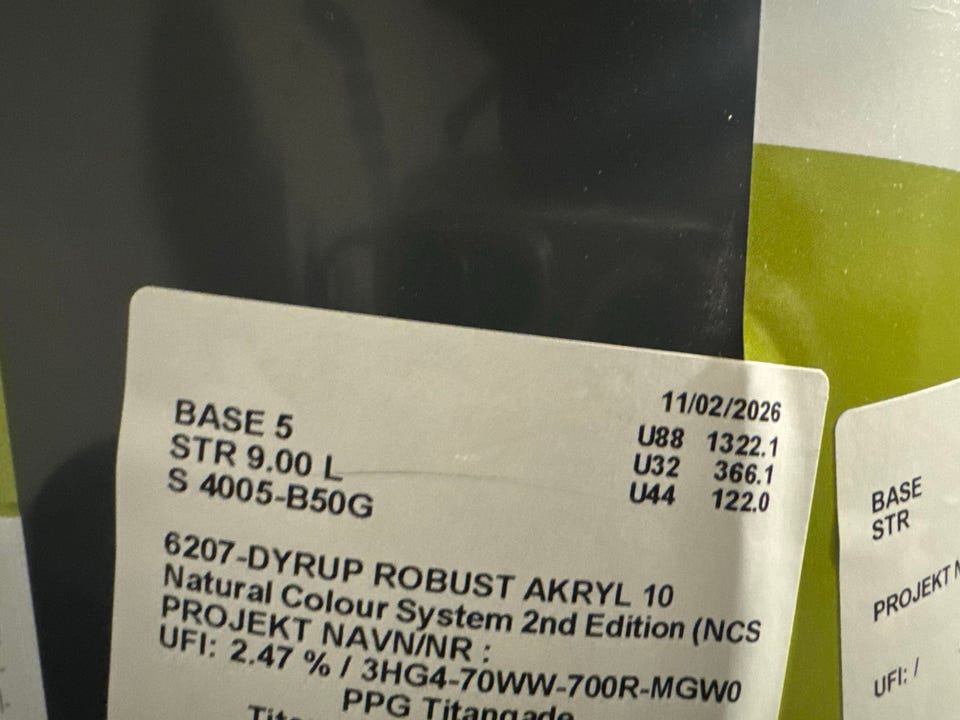 11/02/2026
BASE 5 U88 1322.1
STR 9.00 L U32 366.1
S 4005-B50G U44 122.0
6207-DYRUP ROBUST AKRYL 10
Natural Colour System 2nd Edition (NCS
PROJEKT NAVN/NR :
UFI: 2.47 % / 3HG4-70WW-700R-MGW0
PPG Titangade
BASE
STR
PROJEKT
UFI: /